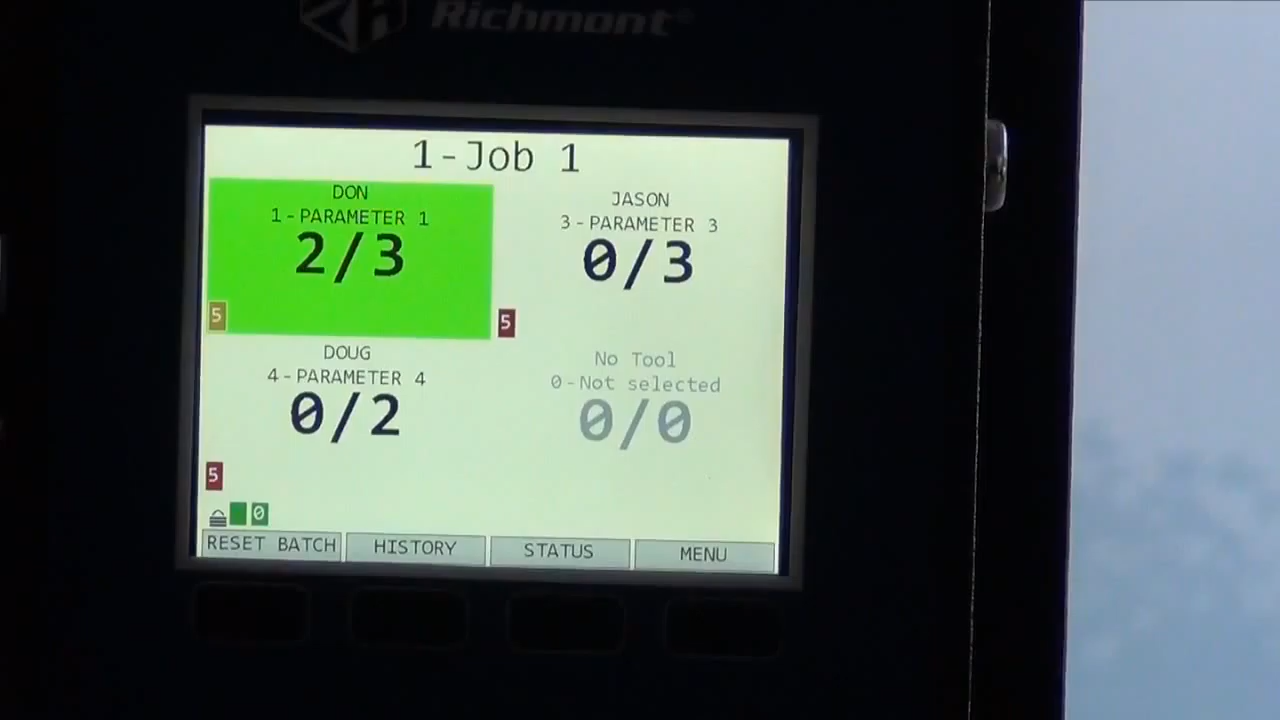 Richmont®
1-Job 1
DON
1-PARAMETER 1
2/3
5
JASON
3-PARAMETER 3
0/3
5
DOUG
4-PARAMETER 4
0/2
5
No Tool
0-Not selected
0/0
0
RESET BATCH
HISTORY
STATUS
MENU